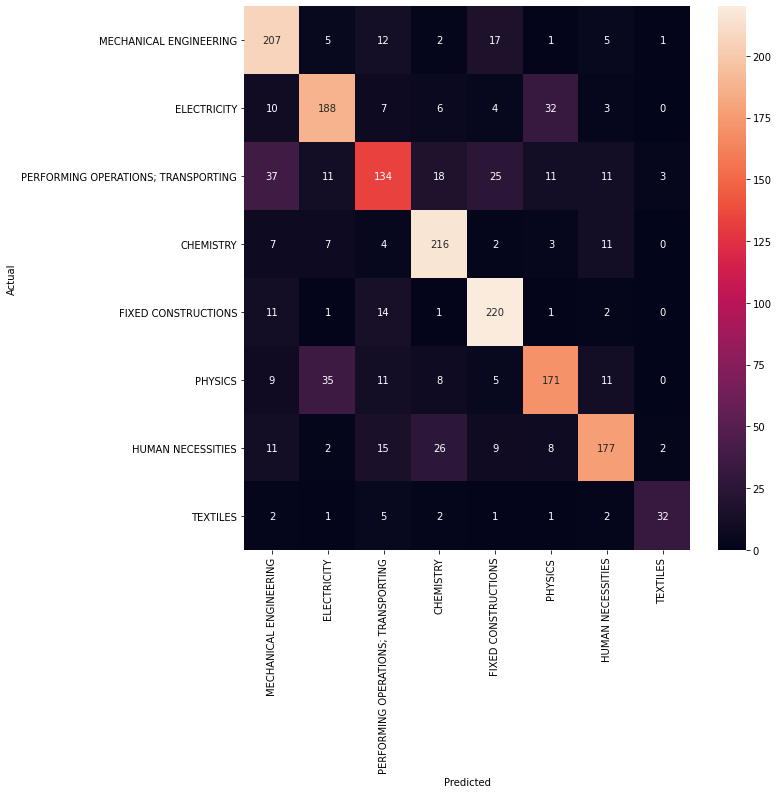 MECHANICAL ENGINEERING 207 5 12 2 17 1 5 1
ELECTRICITY 10 188 7 6 4 32 3 0
PERFORMING OPERATIONS; TRANSPORTING 37 11 134 18 25 11 11 3
CHEMISTRY 7 7 4 216 2 3 11 0
FIXED CONSTRUCTIONS 11 1 14 1 220 1 2 0
PHYSICS 9 35 11 8 5 171 11 0
HUMAN NECESSITIES 11 2 15 26 9 8 177 2
TEXTILES 2 1 5 2 1 1 2 32
Actual
MECHANICAL ENGINEERING
ELECTRICITY
PERFORMING OPERATIONS; TRANSPORTING
CHEMISTRY
FIXED CONSTRUCTIONS
PHYSICS
HUMAN NECESSITIES
TEXTILES
Predicted
200
175
150
125
100
75
50
25
0